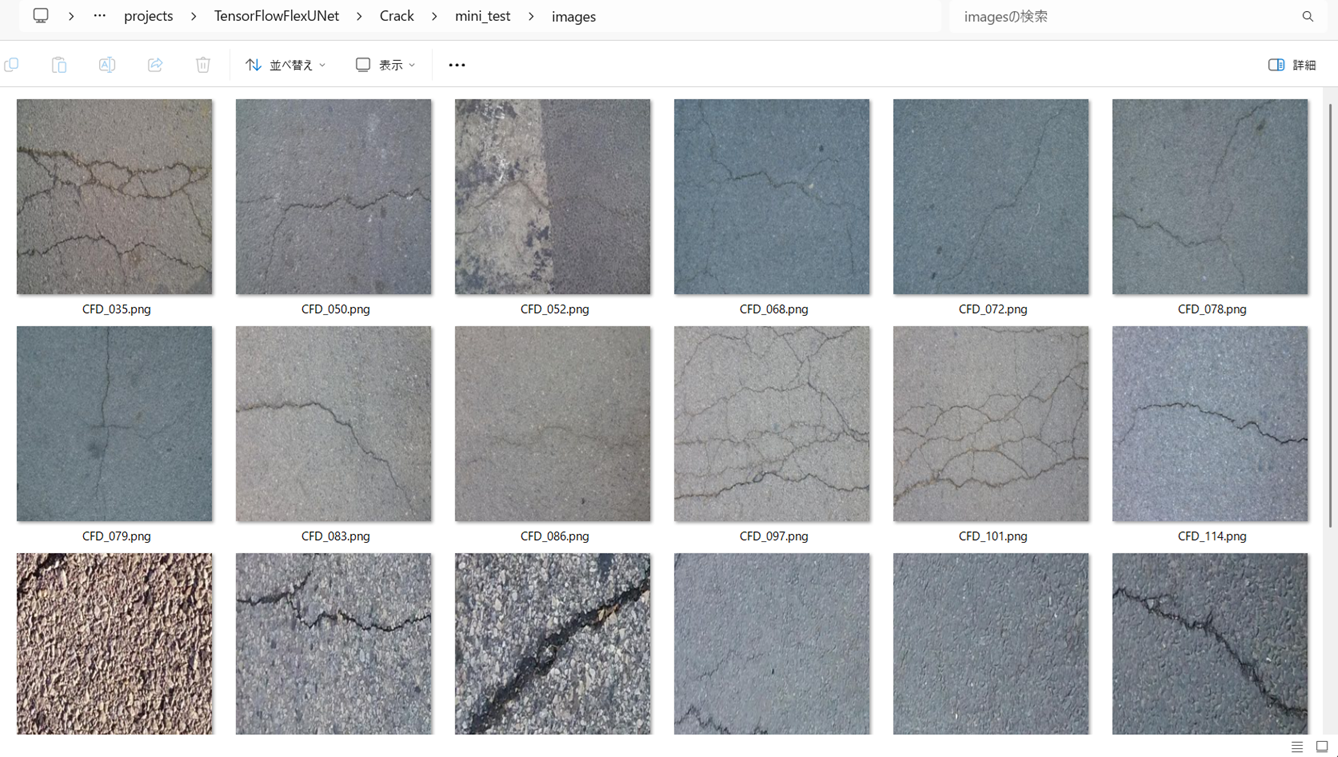 projects > TensorFlowFlexUNet > Crack > mini_test > images
imagesの検索
並べ替え
表示
詳細
CFD_035.png
CFD_050.png
CFD_052.png
CFD_068.png
CFD_072.png
CFD_078.png
CFD_079.png
CFD_083.png
CFD_086.png
CFD_097.png
CFD_101.png
CFD_114.png